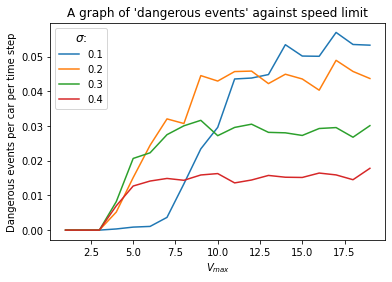 A graph of 'dangerous events' against speed limit
Dangerous events per car per time step
0.05
0.04
0.03
0.02
0.01
0.00
σ:
0.1
0.2
0.3
0.4
2.5 5.0 7.5 10.0 12.5 15.0 17.5
V_max